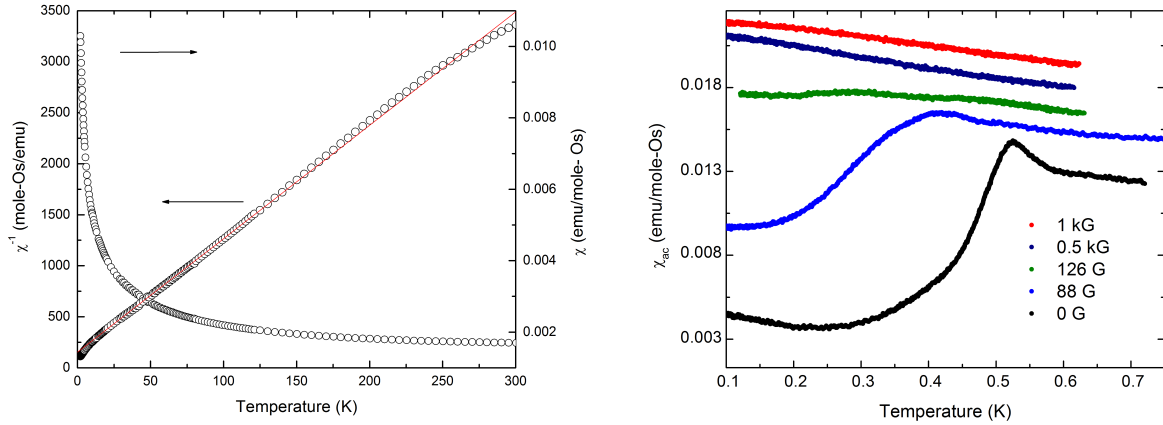 3500
3000
2500
2000
1500
1000
500
250
0
χ⁻¹ (mole-Os/emu)
0.010
0.008
0.006
0.004
0.002
χ (emu/mole- Os)
0 50 100 150 200 250 300
Temperature (K)
0.018
0.013
0.008
0.003
χac (emu/mole-Os)
1 kG
0.5 kG
126 G
88 G
0 G
0.1 0.2 0.3 0.4 0.5 0.6 0.7
Temperature (K)